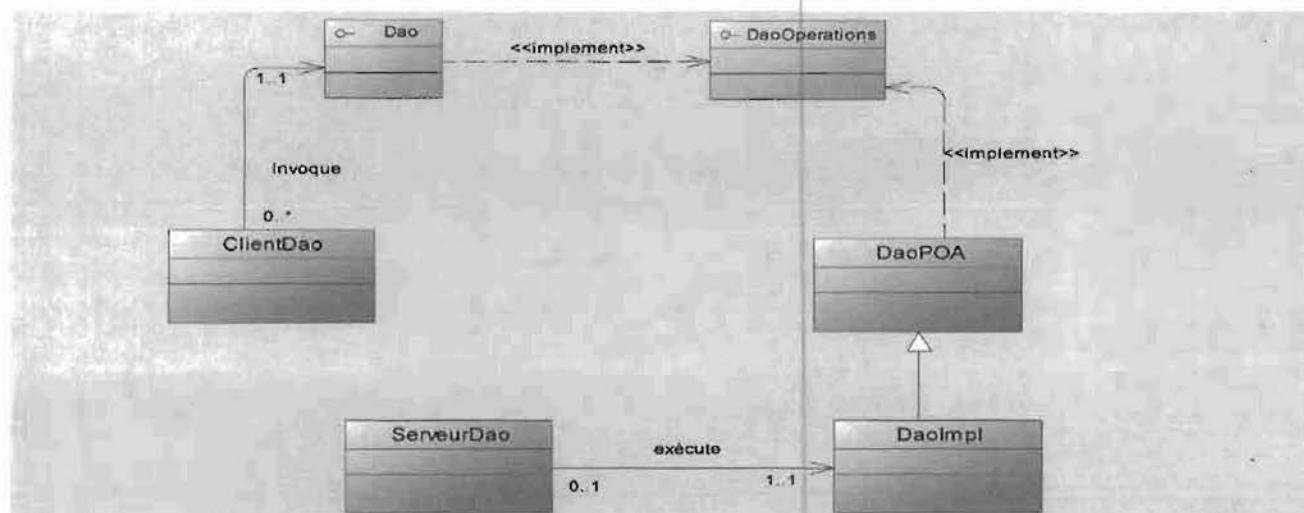 Dao
DaoOperations
<<implement>>
1..1
<<implement>>
Invoque
0..*
ClientDao
DaoPOA
ServeurDao
DaoImpl
exécute
0..1
1..1